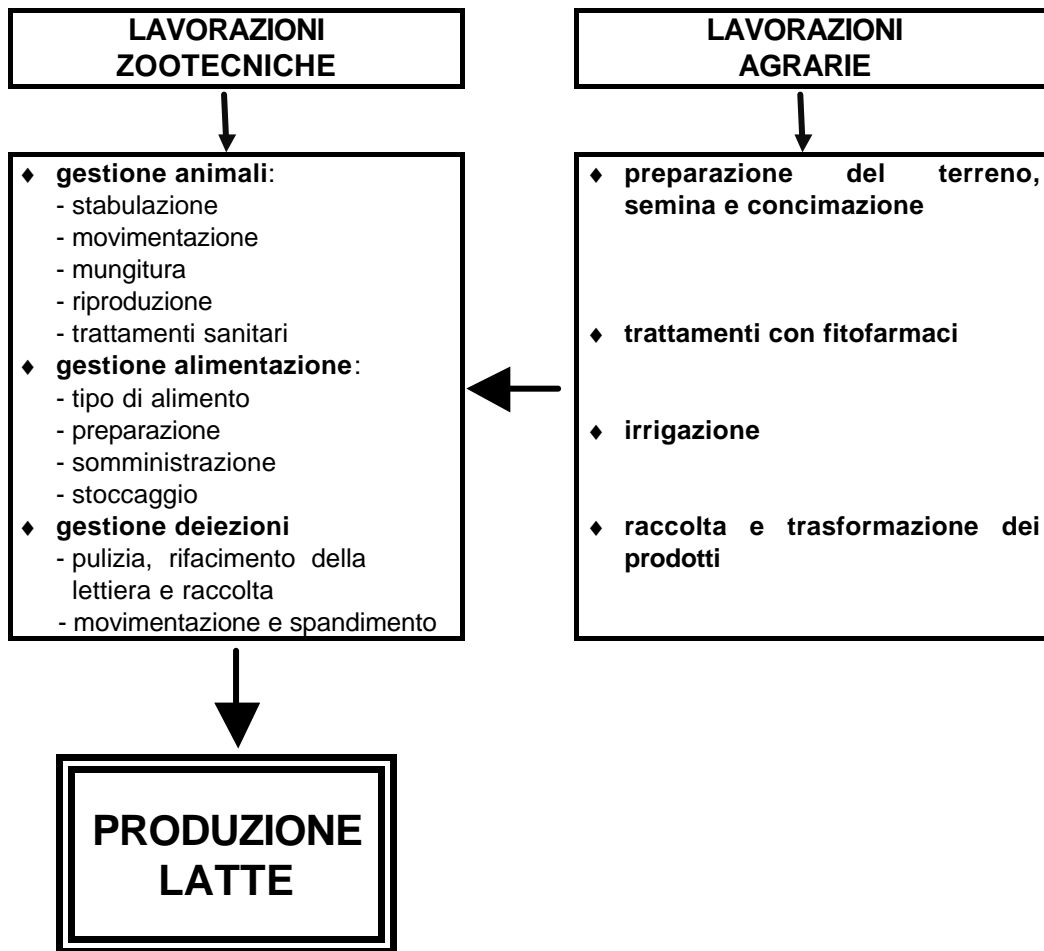 LAVORAZIONI
ZOOTECNICHE
LAVORAZIONI
AGRARIE
♦ gestione animali:
- stabulazione
- movimentazione
- mungitura
- riproduzione
- trattamenti sanitari
♦ gestione alimentazione:
- tipo di alimento
- preparazione
- somministrazione
- stoccaggio
♦ gestione deiezioni
- pulizia, rifacimento della
lettiera e raccolta
- movimentazione e spandimento
♦ preparazione del terreno,
semina e concimazione
♦ trattamenti con fitofarmaci
♦ irrigazione
♦ raccolta e trasformazione dei
prodotti
PRODUZIONE
LATTE